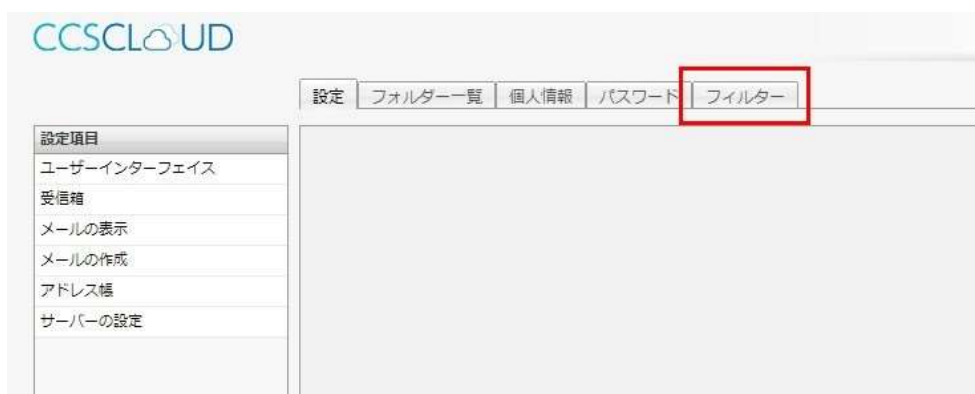 CCSCLOUD
設定 フォルダー一覧 個人情報 パスワード フィルター
設定項目
ユーザーインターフェイス
受信箱
メールの表示
メールの作成
アドレス帳
サーバーの設定